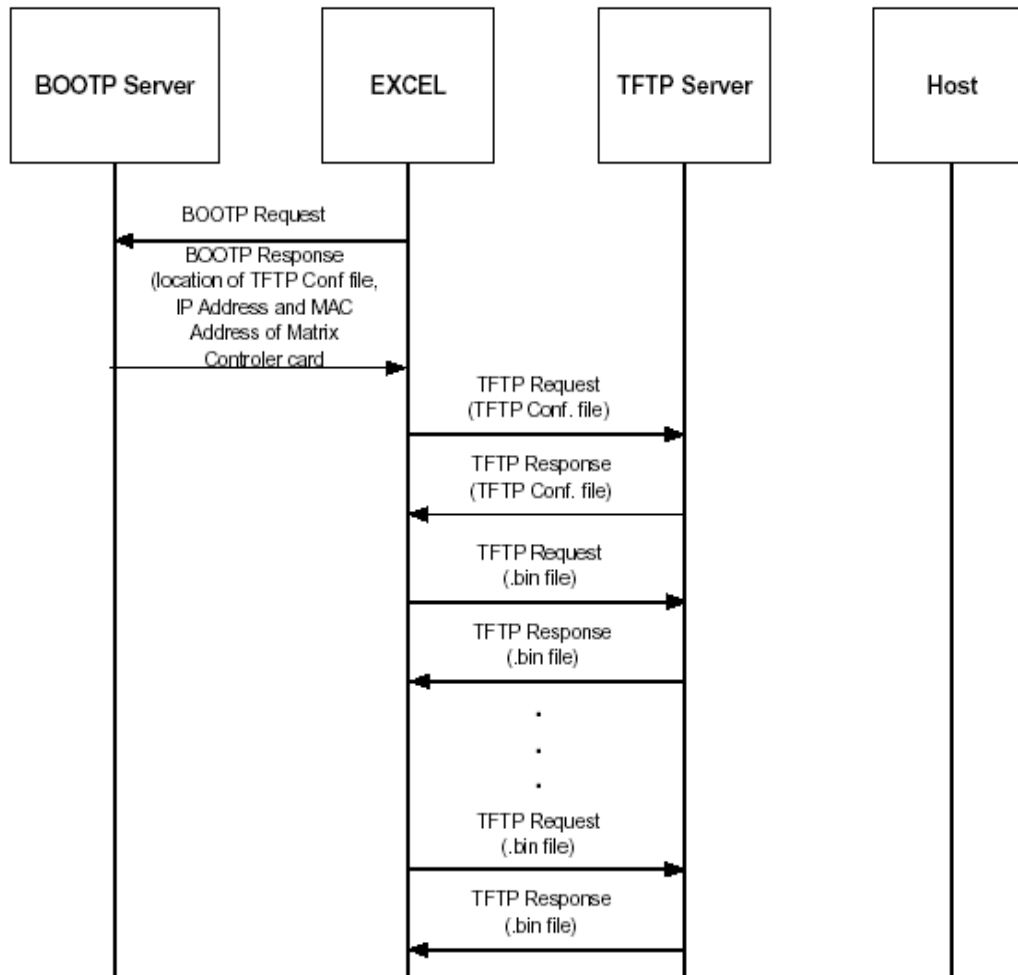 BOOTP Server
EXCEL
TFTP Server
Host
BOOTP Request
BOOTP Response
(location of TFTP Conf file,
IP Address and MAC
Address of Matrix
Controler card
TFTP Request
(TFTP Conf. file)
TFTP Response
(TFTP Conf. file)
TFTP Request
(.bin file)
TFTP Response
(.bin file)
.
.
.
TFTP Request
(.bin file)
TFTP Response
(.bin file)